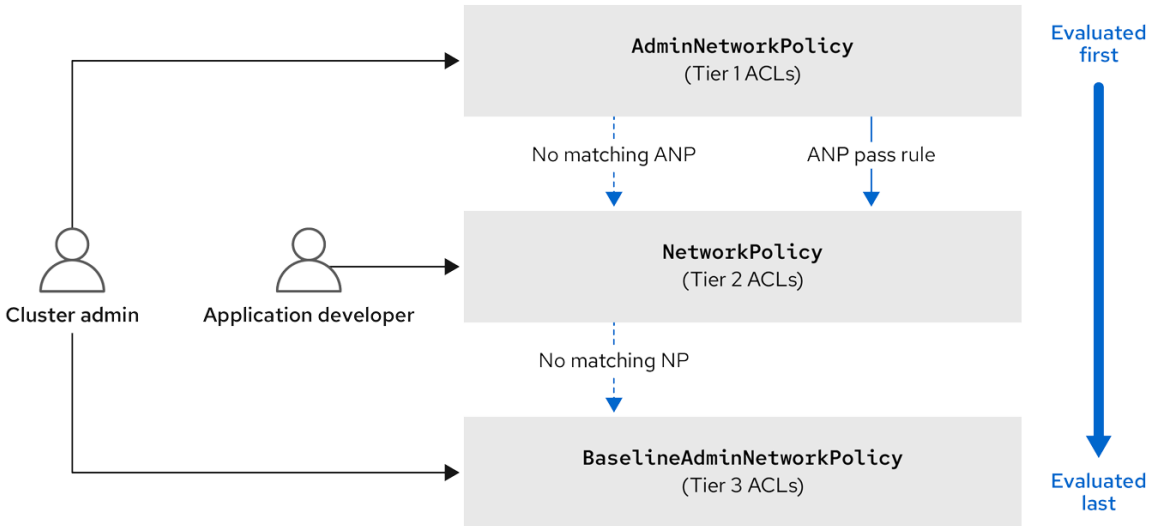 AdminNetworkPolicy
(Tier 1 ACLs)
Evaluated
first
No matching ANP
ANP pass rule
NetworkPolicy
(Tier 2 ACLs)
Cluster admin
Application developer
No matching NP
BaselineAdminNetworkPolicy
(Tier 3 ACLs)
Evaluated
last